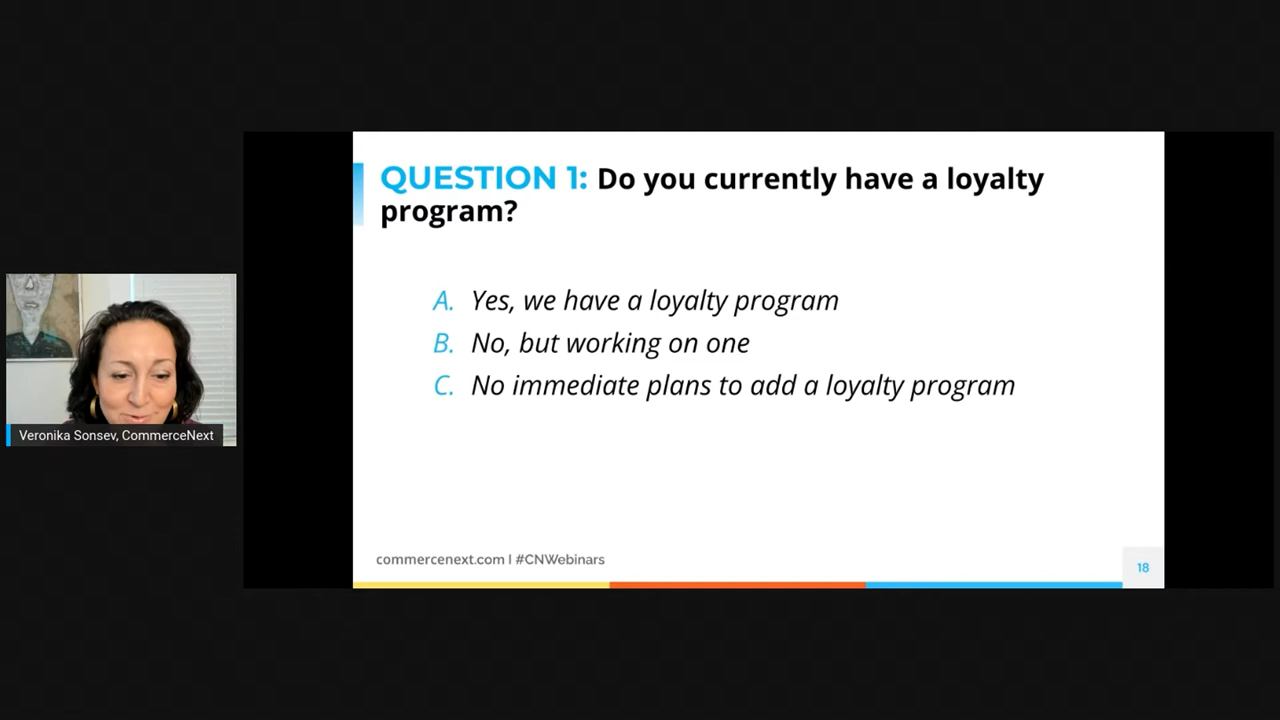 QUESTION 1: Do you currently have a loyalty
program?
A. Yes, we have a loyalty program
B. No, but working on one
C. No immediate plans to add a loyalty program
Veronika Sonsev, CommerceNext
commercenext.com I #CNWebinars
18